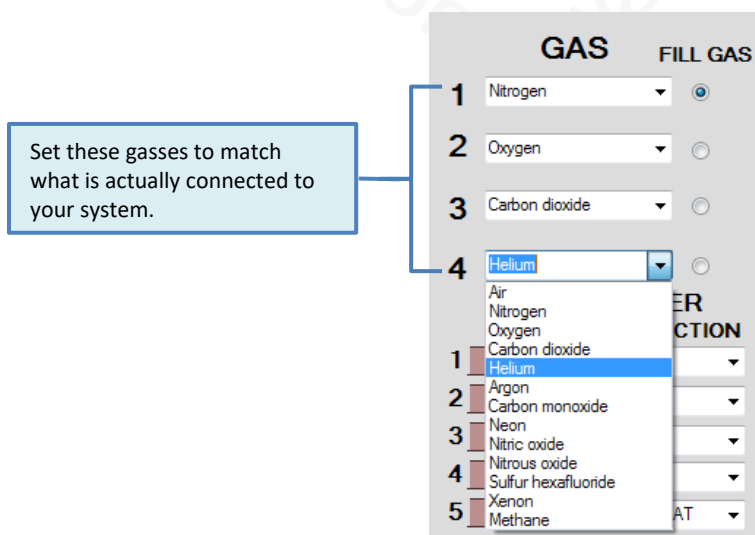 GAS FILL GAS
1 Nitrogen
2 Oxygen
Set these gasses to match
what is actually connected to
your system.
3 Carbon dioxide
4 Helium
Air
Nitrogen
Oxygen
Carbon dioxide
Helium
Argon
Carbon monoxide
Neon
Nitric oxide
Nitrous oxide
Sulfur hexafluoride
Xenon
Methane
ER
CTION
1
2
3
4
5 AT